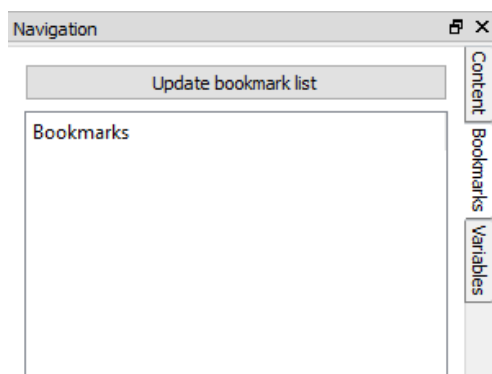 Navigation
Update bookmark list
Bookmarks
Content
Bookmarks
Variables